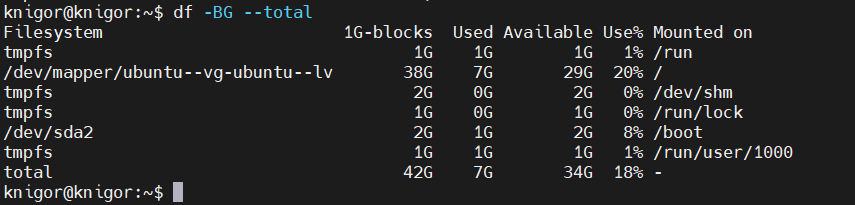 knigor@knigor:~$ df -BG --total
Filesystem                        1G-blocks  Used Available Use% Mounted on
tmpfs                                    1G    1G        1G   1% /run
/dev/mapper/ubuntu--vg-ubuntu--lv       38G    7G       29G  20% /
tmpfs                                    2G    0G        2G   0% /dev/shm
tmpfs                                    1G    0G        1G   0% /run/lock
/dev/sda2                                2G    1G        2G   8% /boot
tmpfs                                    1G    1G        1G   1% /run/user/1000
total                                   42G    7G       34G  18% -
knigor@knigor:~$